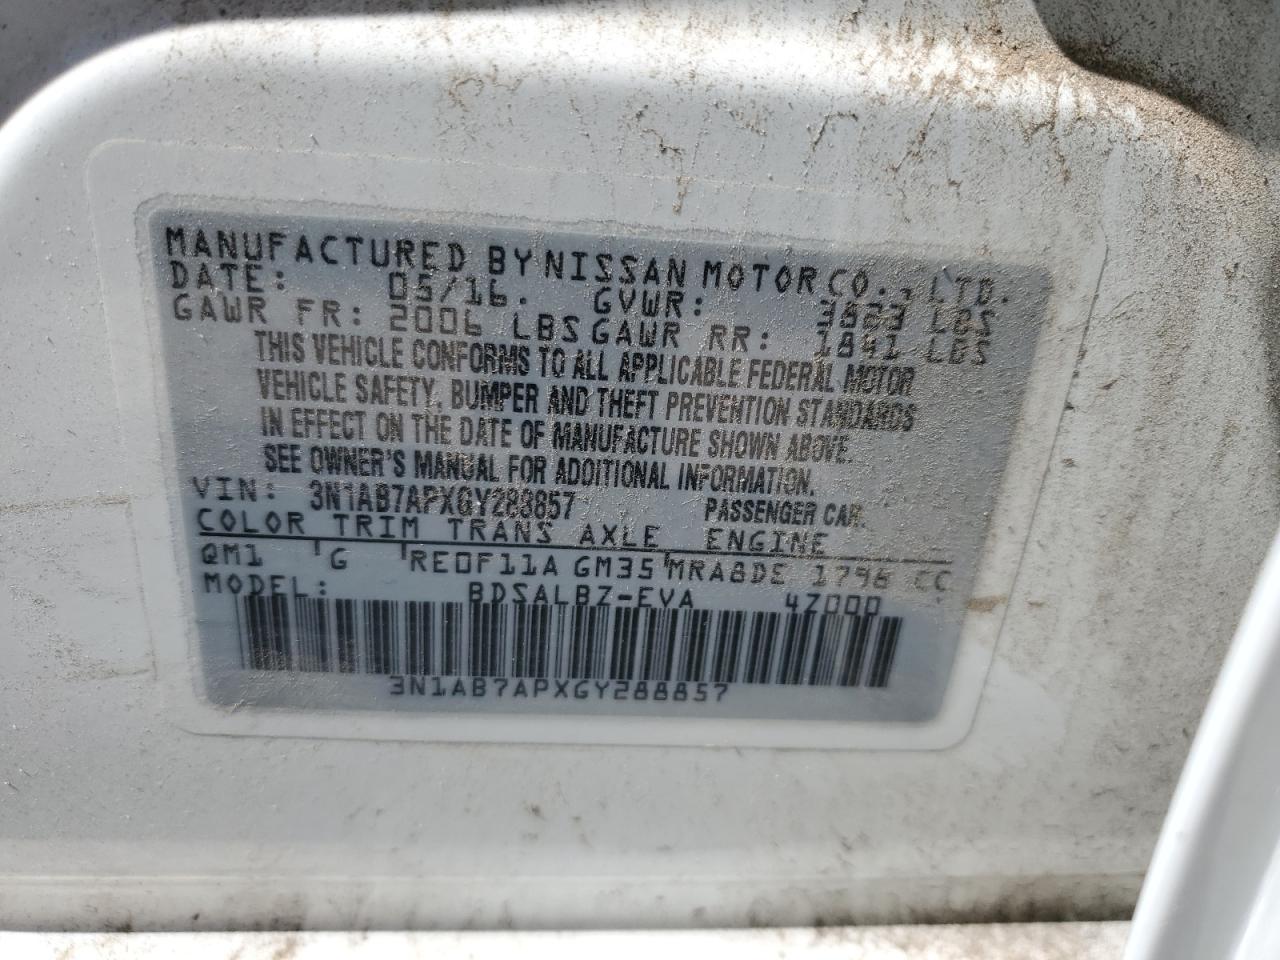 MANUFACTURED BY NISSAN MOTOR CO., LTD.
DATE: 05/16. GVWR: 3823 LBS
GAWR FR: 2006 LBS GAWR RR: 1841 LBS
THIS VEHICLE CONFORMS TO ALL APPLICABLE FEDERAL MOTOR
VEHICLE SAFETY, BUMPER AND THEFT PREVENTION STANDARDS
IN EFFECT ON THE DATE OF MANUFACTURE SHOWN ABOVE.
SEE OWNER'S MANUAL FOR ADDITIONAL INFORMATION.
VIN: 3N1AB7APXGY288857 PASSENGER CAR.
COLOR TRIM TRANS AXLE ENGINE
QM1 G RE0F11A GM35 MRA8DE 1796 CC
MODEL: BDSALBZ-EVA 4Z000
3N1AB7APXGY288857